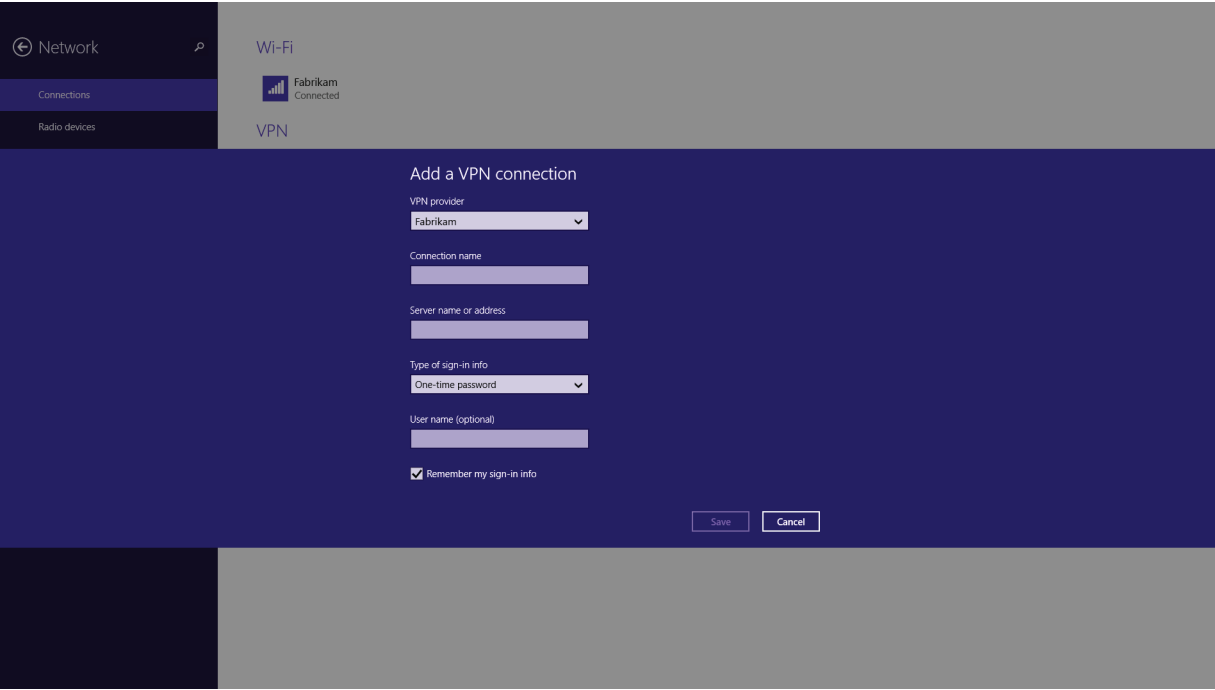 Network
Connections
Radio devices
Wi-Fi
Fabrikam
Connected
VPN
Add a VPN connection
VPN provider
Fabrikam
Connection name
Server name or address
Type of sign-in info
One-time password
User name (optional)
Remember my sign-in info
Save Cancel